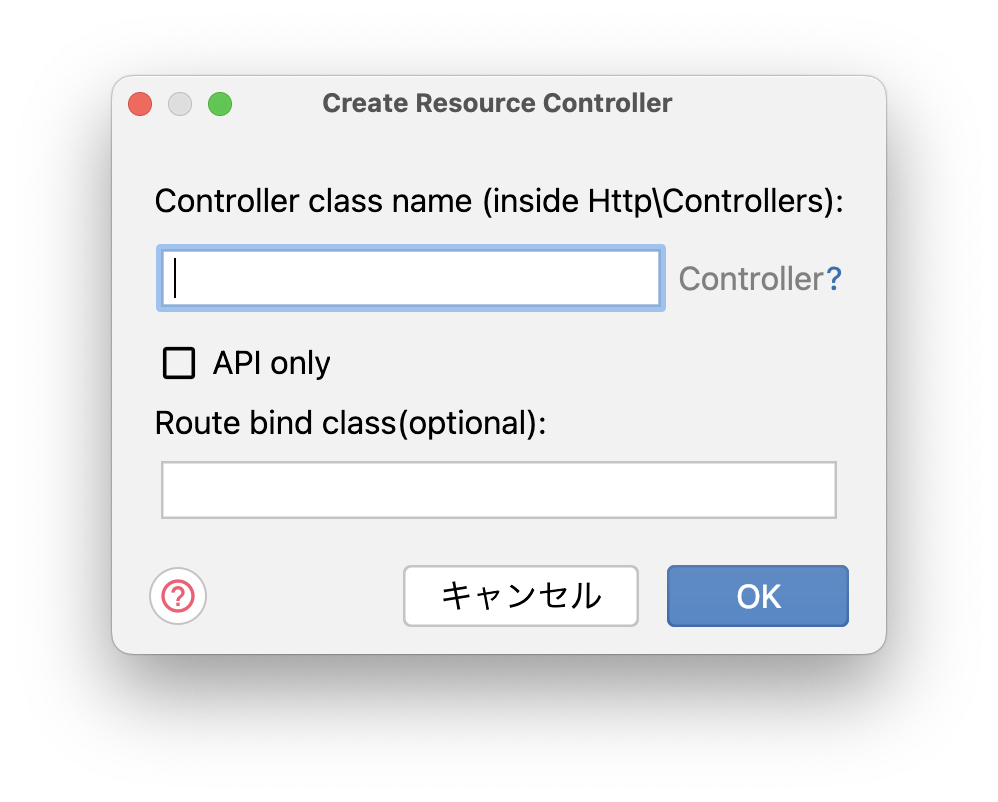 Create Resource Controller
Controller class name (inside Http\Controllers):
Controller?
API only
Route bind class(optional):
? キャンセル OK